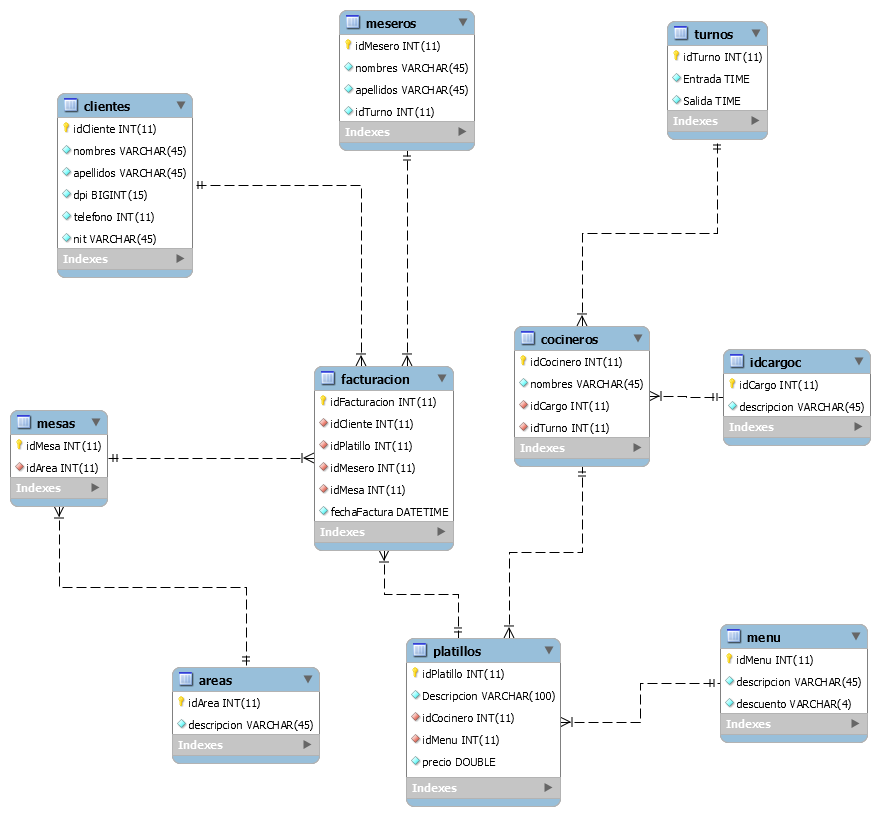 meseros
idMesero INT(11)
nombres VARCHAR(45)
apellidos VARCHAR(45)
idTurno INT(11)
Indexes
turnos
idTurno INT(11)
Entrada TIME
Salida TIME
Indexes
clientes
idCliente INT(11)
nombres VARCHAR(45)
apellidos VARCHAR(45)
dpi BIGINT(15)
telefono INT(11)
nit VARCHAR(45)
Indexes
cocineros
idCocinero INT(11)
nombres VARCHAR(45)
idCargo INT(11)
idTurno INT(11)
Indexes
idcargoc
idCargo INT(11)
descripcion VARCHAR(45)
Indexes
facturacion
idFacturacion INT(11)
idCliente INT(11)
idPlatillo INT(11)
idMesero INT(11)
idMesa INT(11)
fechaFactura DATETIME
Indexes
mesas
idMesa INT(11)
idArea INT(11)
Indexes
areas
idArea INT(11)
descripcion VARCHAR(45)
Indexes
platillos
idPlatillo INT(11)
Descripcion VARCHAR(100)
idCocinero INT(11)
idMenu INT(11)
precio DOUBLE
Indexes
menu
idMenu INT(11)
descripcion VARCHAR(45)
descuento VARCHAR(4)
Indexes